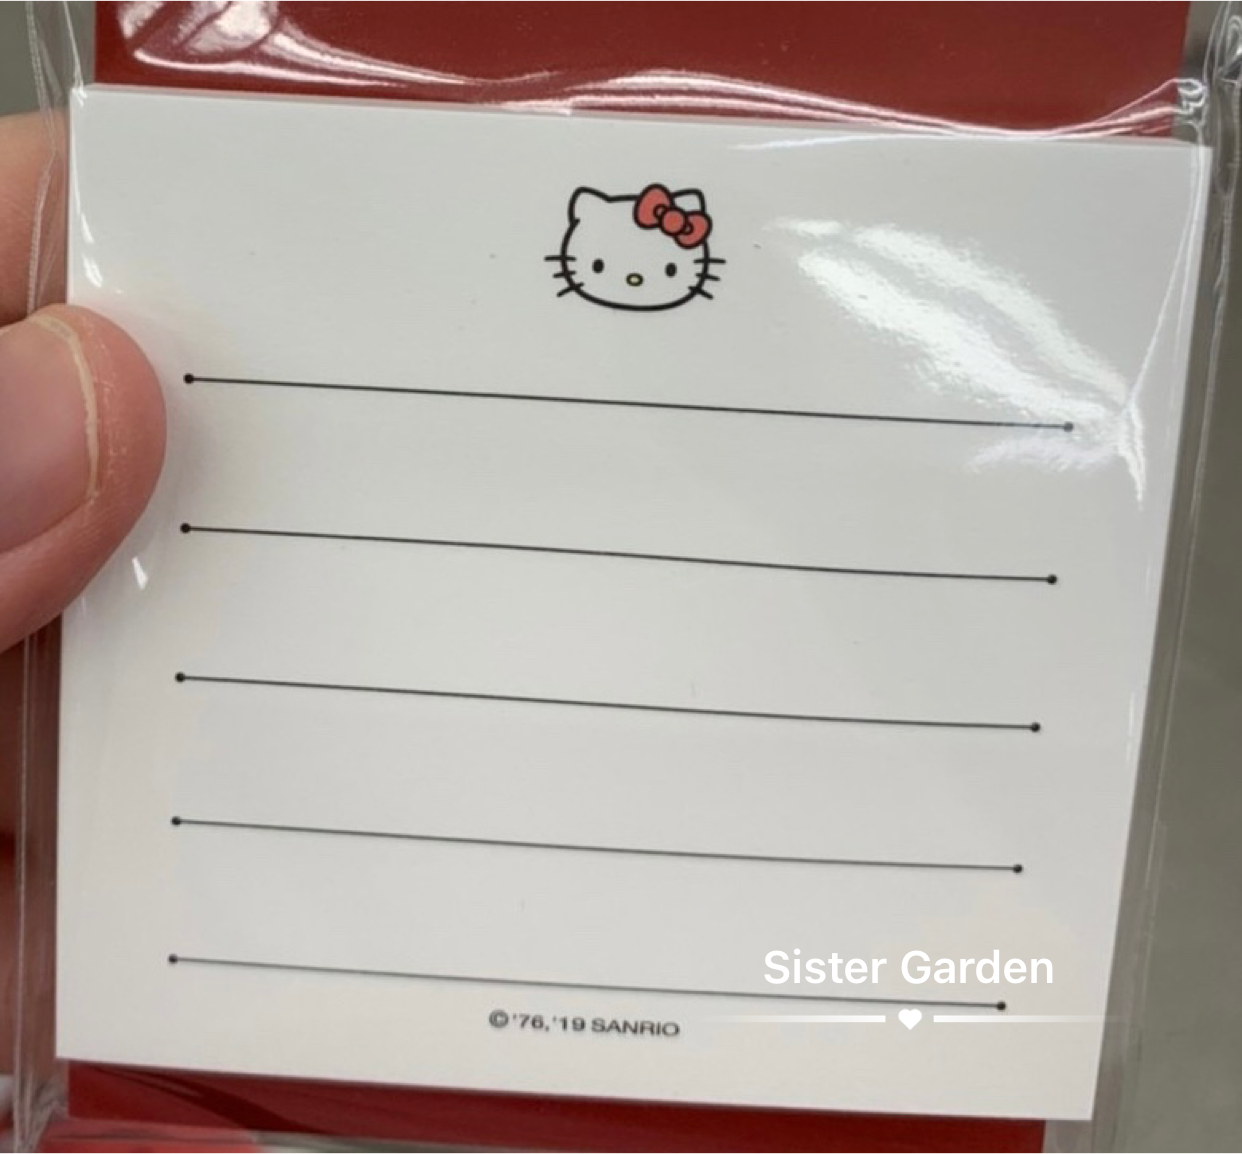 Sister Garden
©'76,'19 SANRIO